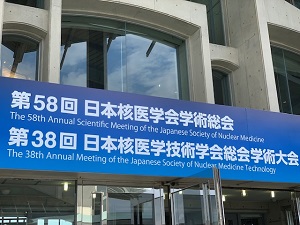 第58回 日本核医学会学術総会
The 58th Annual Scientific Meeting of the Japanese Society of Nuclear Medicine
第38回 日本核医学技術学会総会学術大会
The 38th Annual Meeting of the Japanese Society of Nuclear Medicine Technology